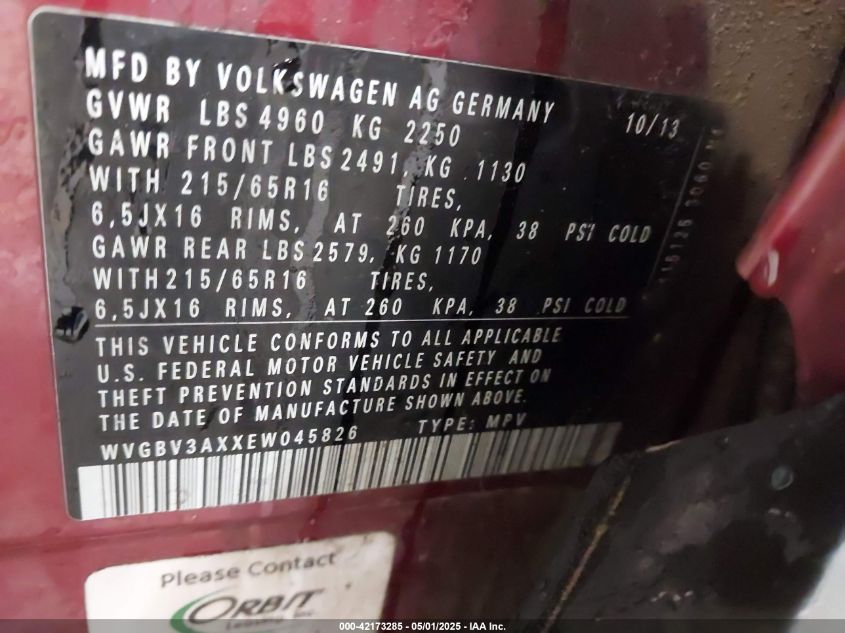 MFD BY VOLKSWAGEN AG GERMANY
GVWR LBS 4960 KG 2250 10/13
GAWR FRONT LBS 2491, KG 1130
WITH 215/65R16 TIRES,
6,5JX16 RIMS, AT 260 KPA, 38 PSI COLD
GAWR REAR LBS 2579, KG 1170
WITH215/65R16 TIRES,
6,5JX16 RIMS, AT 260 KPA, 38 PSI COLD
THIS VEHICLE CONFORMS TO ALL APPLICABLE
U.S. FEDERAL MOTOR VEHICLE SAFETY AND
THEFT PREVENTION STANDARDS IN EFFECT ON
THE DATE OF MANUFACTURE SHOWN ABOVE.
WVGBV3AXXEW045826 TYPE: MPV
Please Contact
ORBIT
Leasing, Inc.
000-42173285 - 05/01/2025 - IAA Inc.